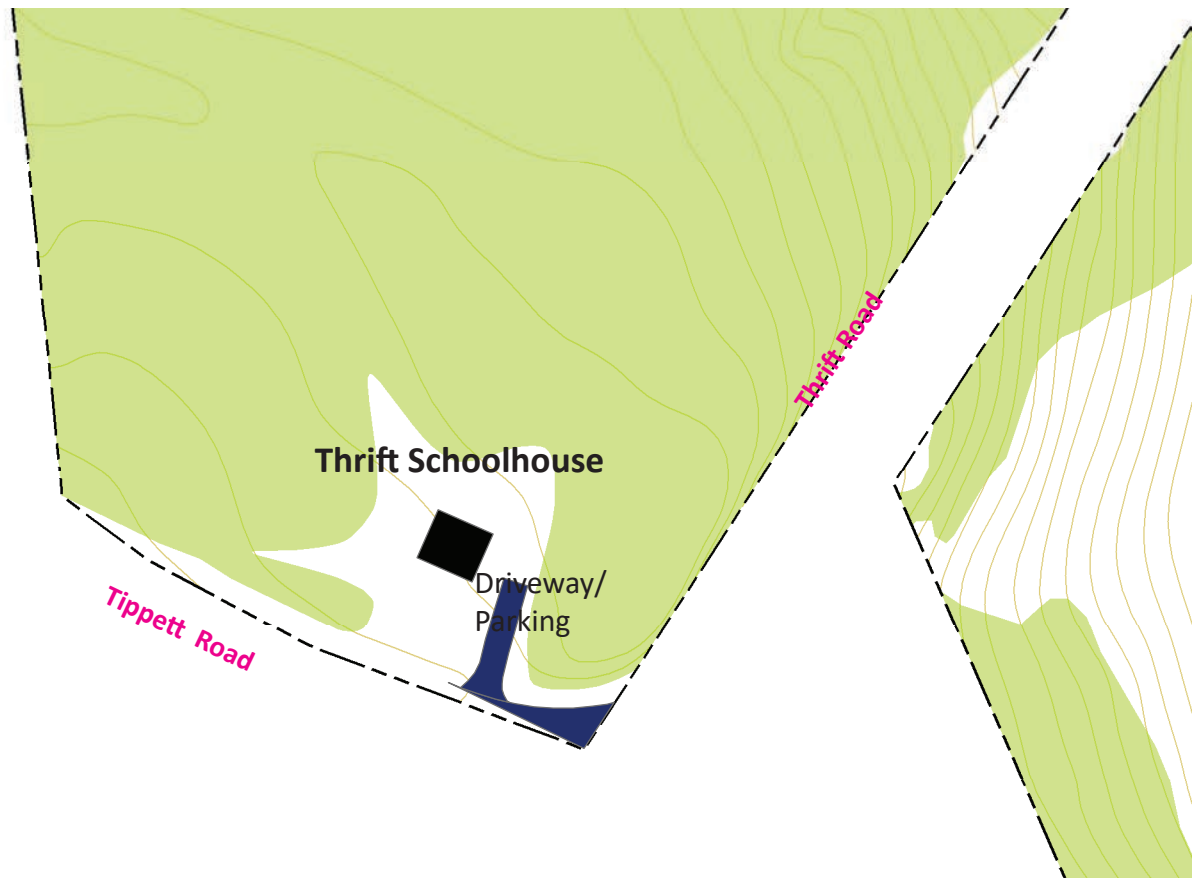 Thrift Road
Thrift Schoolhouse
Driveway/
Parking
Tippett Road